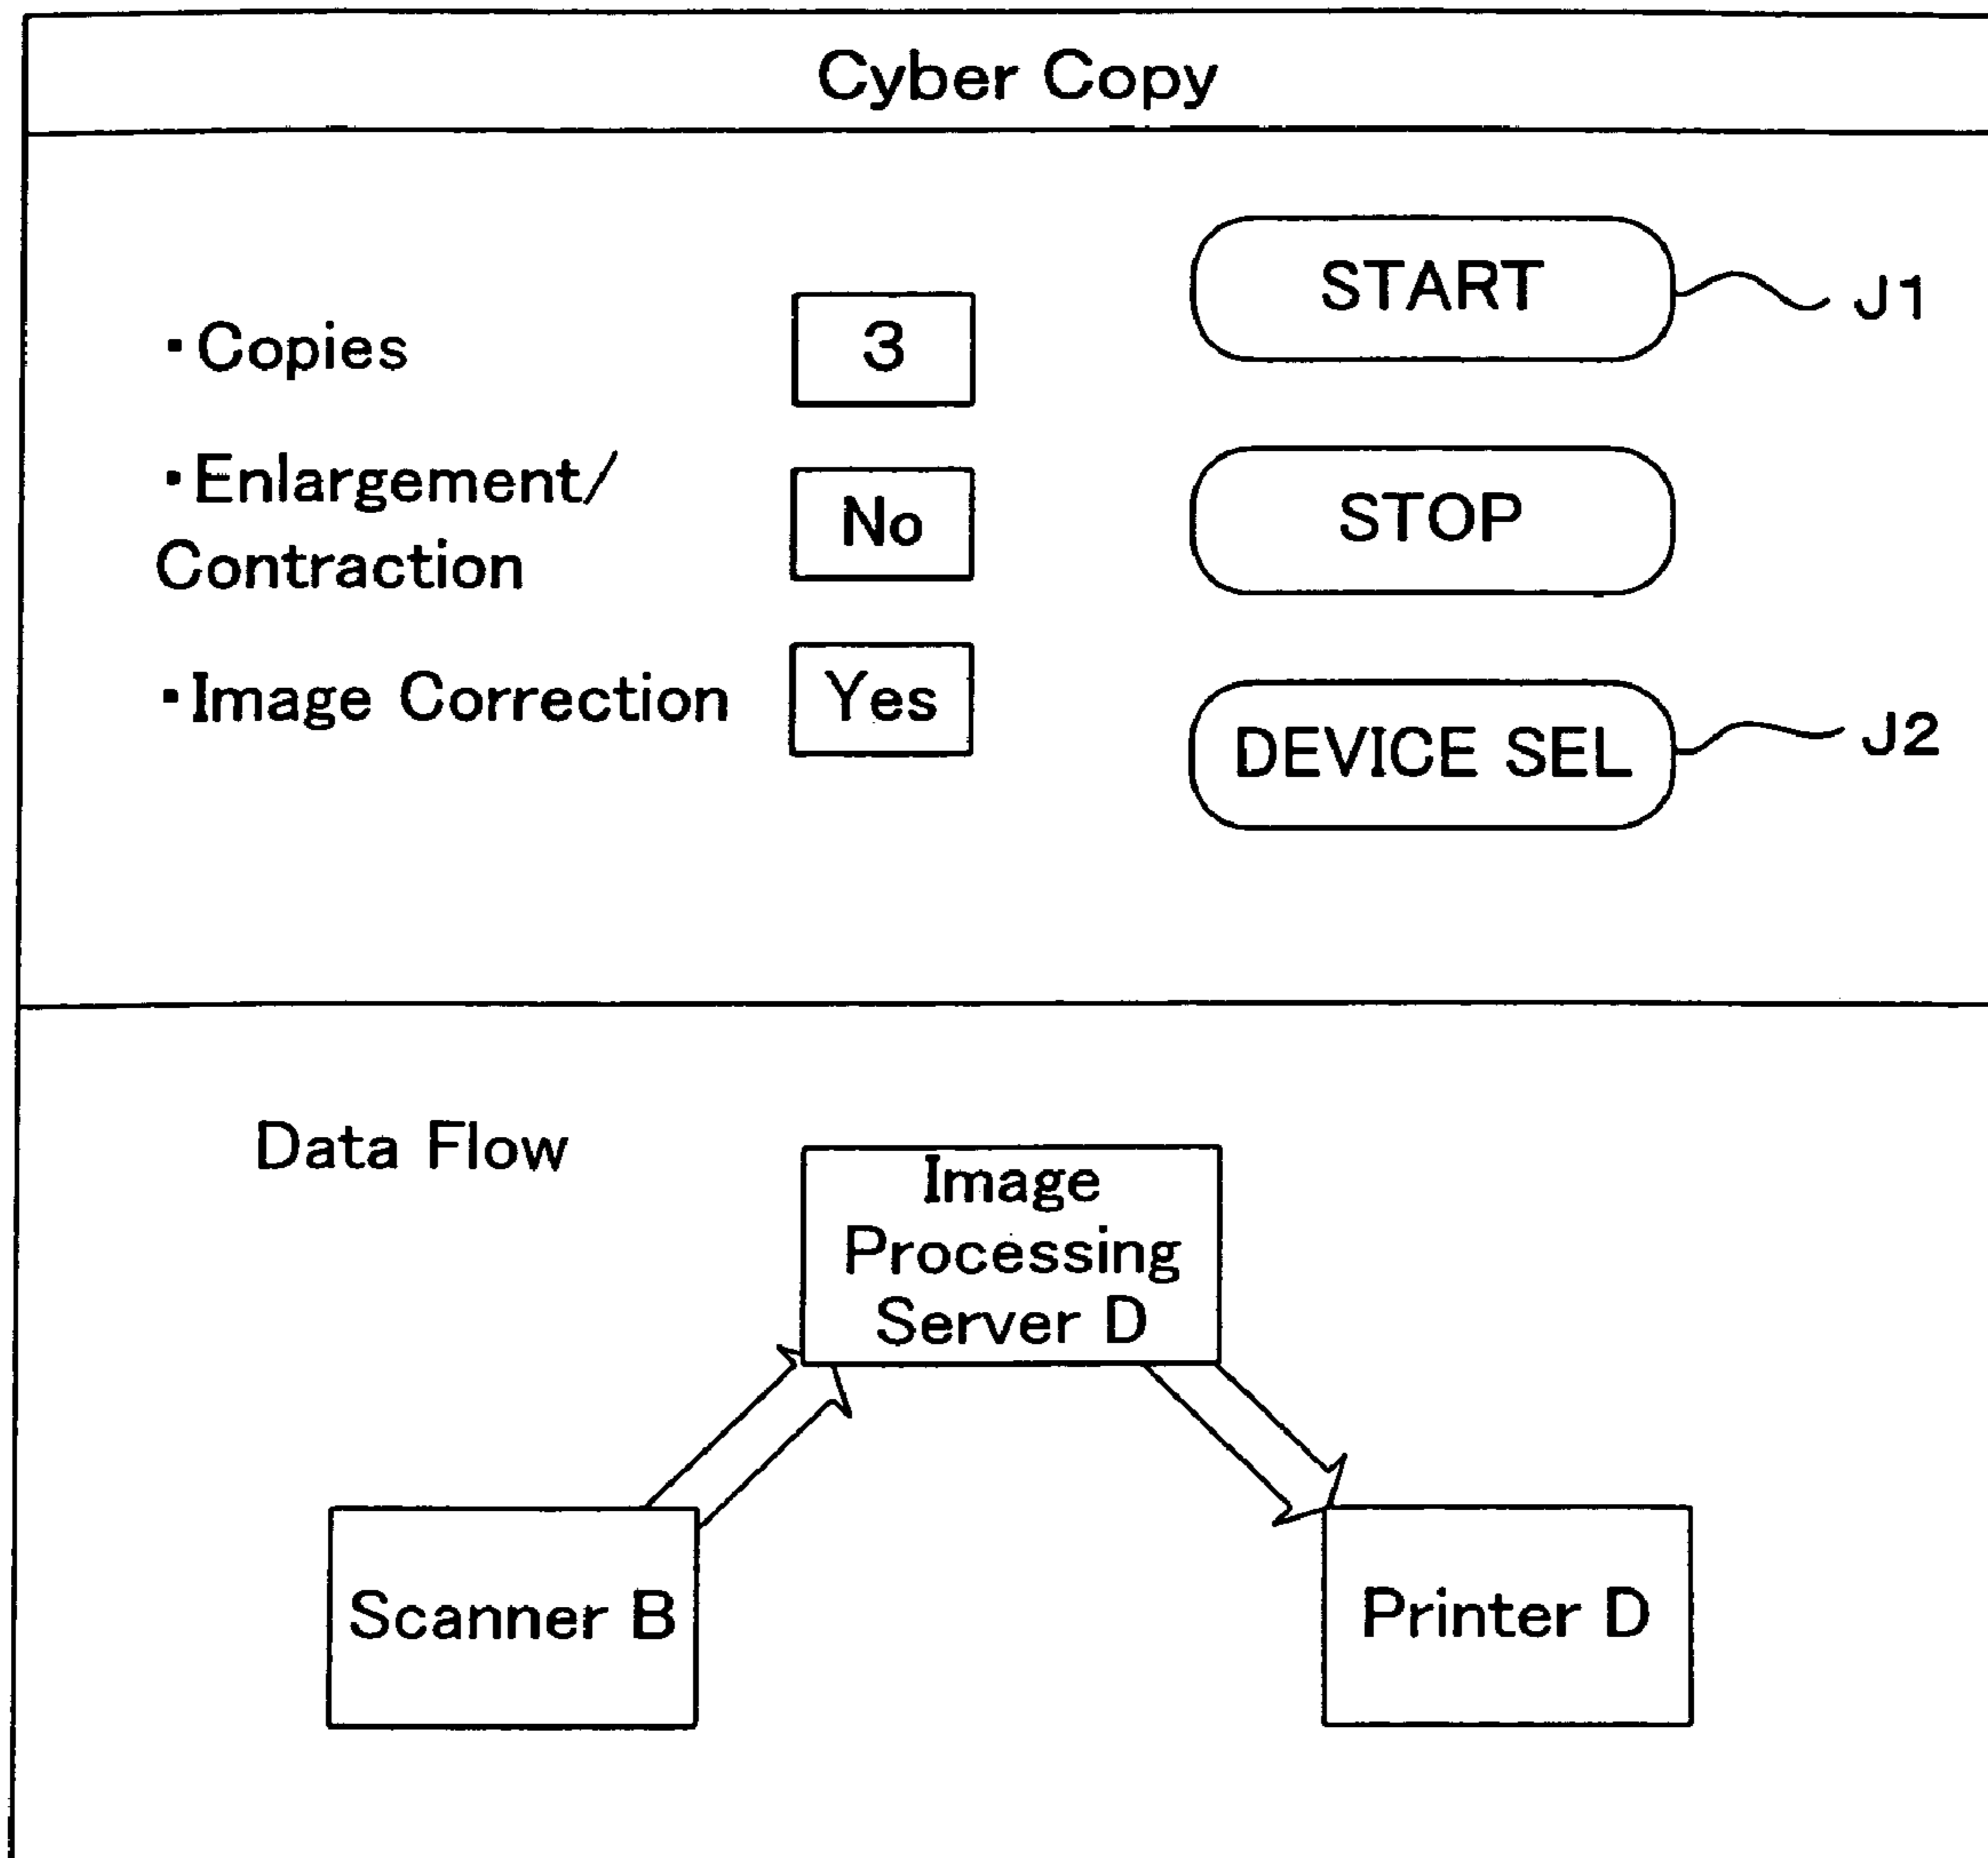 Cyber Copy
・Copies
3
・Enlargement/
Contraction
No
・Image Correction
Yes
START
J1
STOP
DEVICE SEL
J2
Data Flow
Image
Processing
Server D
Scanner B
Printer D